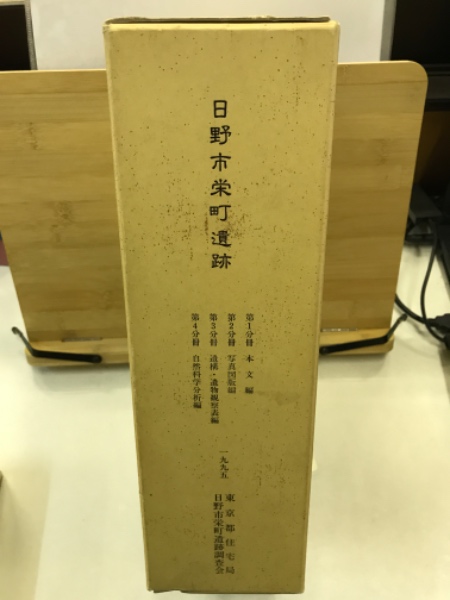 日野市栄町遺跡
第1分冊 本文編
第2分冊 写真図版編
第3分冊 遺構・遺物観察表編
第4分冊 自然科学分析編
一九九五
東京都住宅局
日野市栄町遺跡調査会